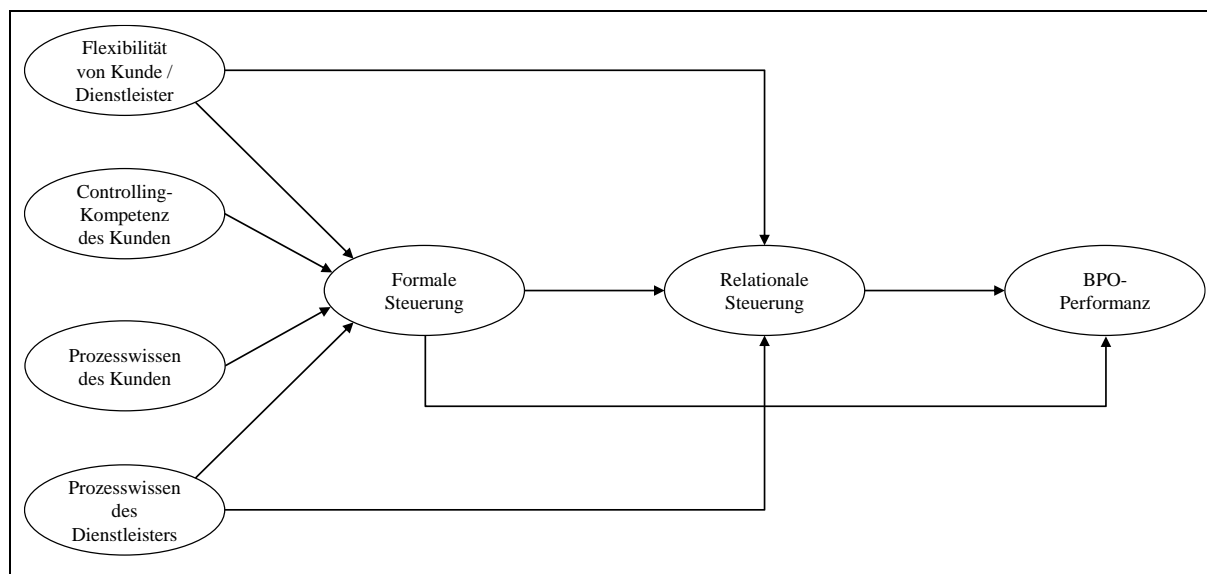 Flexibilität
von Kunde /
Dienstleister
Controlling-
Kompetenz
des Kunden
Formale
Steuerung
Relationale
Steuerung
BPO-
Performanz
Prozesswissen
des Kunden
Prozesswissen
des
Dienstleisters